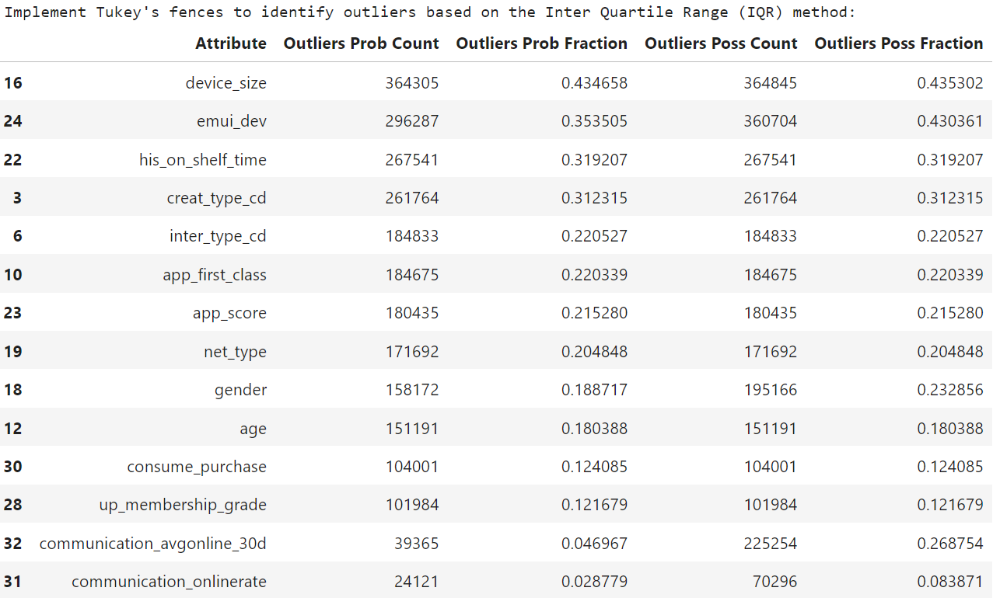 Implement Tukey's fences to identify outliers based on the Inter Quartile Range (IQR) method:
Attribute Outliers Prob Count Outliers Prob Fraction Outliers Poss Count Outliers Poss Fraction
16 device_size 364305 0.434658 364845 0.435302
24 emui_dev 296287 0.353505 360704 0.430361
22 his_on_shelf_time 267541 0.319207 267541 0.319207
3 creat_type_cd 261764 0.312315 261764 0.312315
6 inter_type_cd 184833 0.220527 184833 0.220527
10 app_first_class 184675 0.220339 184675 0.220339
23 app_score 180435 0.215280 180435 0.215280
19 net_type 171692 0.204848 171692 0.204848
18 gender 158172 0.188717 195166 0.232856
12 age 151191 0.180388 151191 0.180388
30 consume_purchase 104001 0.124085 104001 0.124085
28 up_membership_grade 101984 0.121679 101984 0.121679
32 communication_avgonline_30d 39365 0.046967 225254 0.268754
31 communication_onlinerate 24121 0.028779 70296 0.083871